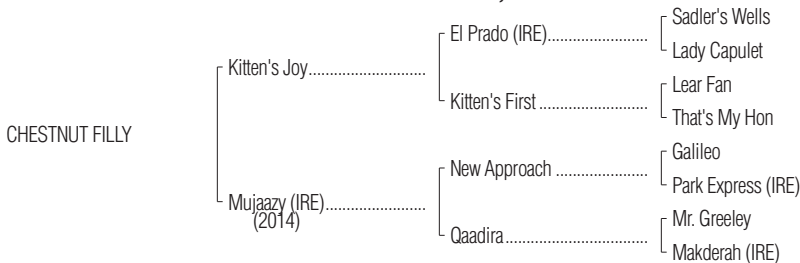 Sadler's Wells
El Prado (IRE)..........................
Lady Capulet
Kitten's Joy..............................
Lear Fan
Kitten's First ............................
That's My Hon
CHESTNUT FILLY
Galileo
New Approach ........................
Park Express (IRE)
Mujaazy (IRE)..........................
(2014)
Mr. Greeley
Qaadira....................................
Makderah (IRE)